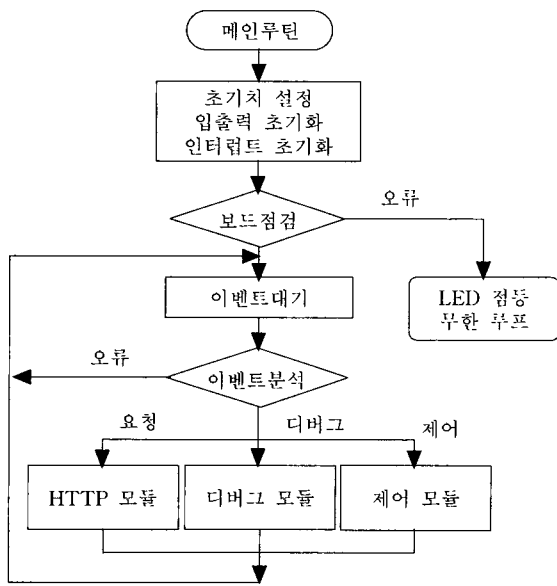 메인루틴
초기치 설정
입출력 초기화
인터럽트 초기화
보드점검
오류
이벤트대기
LED 점등
무한 루프
오류
이벤트분석
요청
디버그
제어
HTTP 모듈
디버그 모듈
제어 모듈